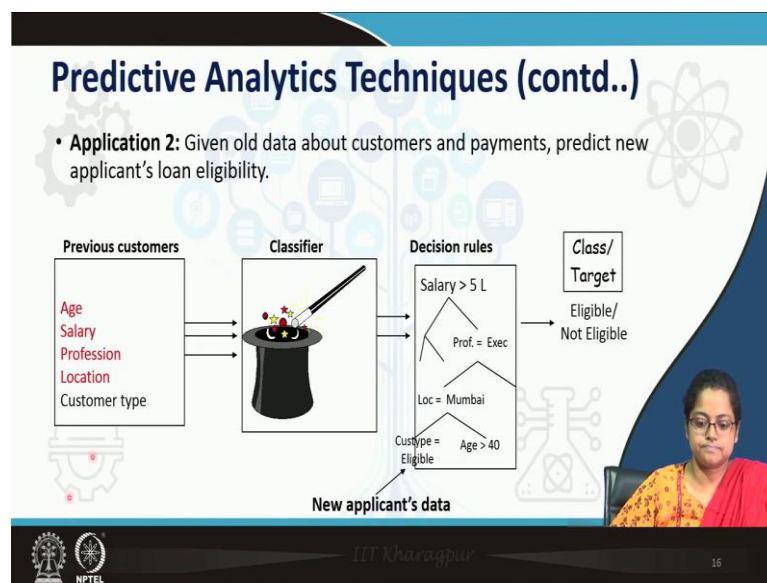 Predictive Analytics Techniques (contd..)
• Application 2: Given old data about customers and payments, predict new
applicant's loan eligibility.
Previous customers
Age
Salary
Profession
Location
Customer type
Classifier
Decision rules
Salary > 5 L
Prof. = Exec
Loc = Mumbai
Custype =
Eligible
Age > 40
New applicant's data
Class/
Target
Eligible/
Not Eligible
NPTEL
IIT Kharagpur
16